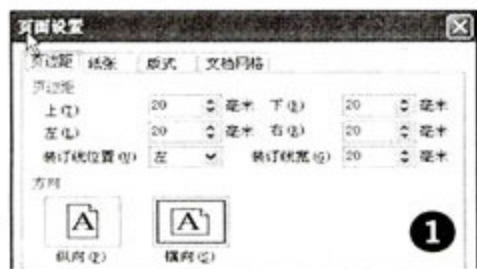 页面设置
页边距 纸张 版式 文档网格
页边距
上(T) 20 毫米 下(B) 20 毫米
左(L) 20 毫米 右(R) 20 毫米
装订线位置(U) 左 装订线宽(G) 20 毫米
方向
A A
纵向(P) 横向(S)
1